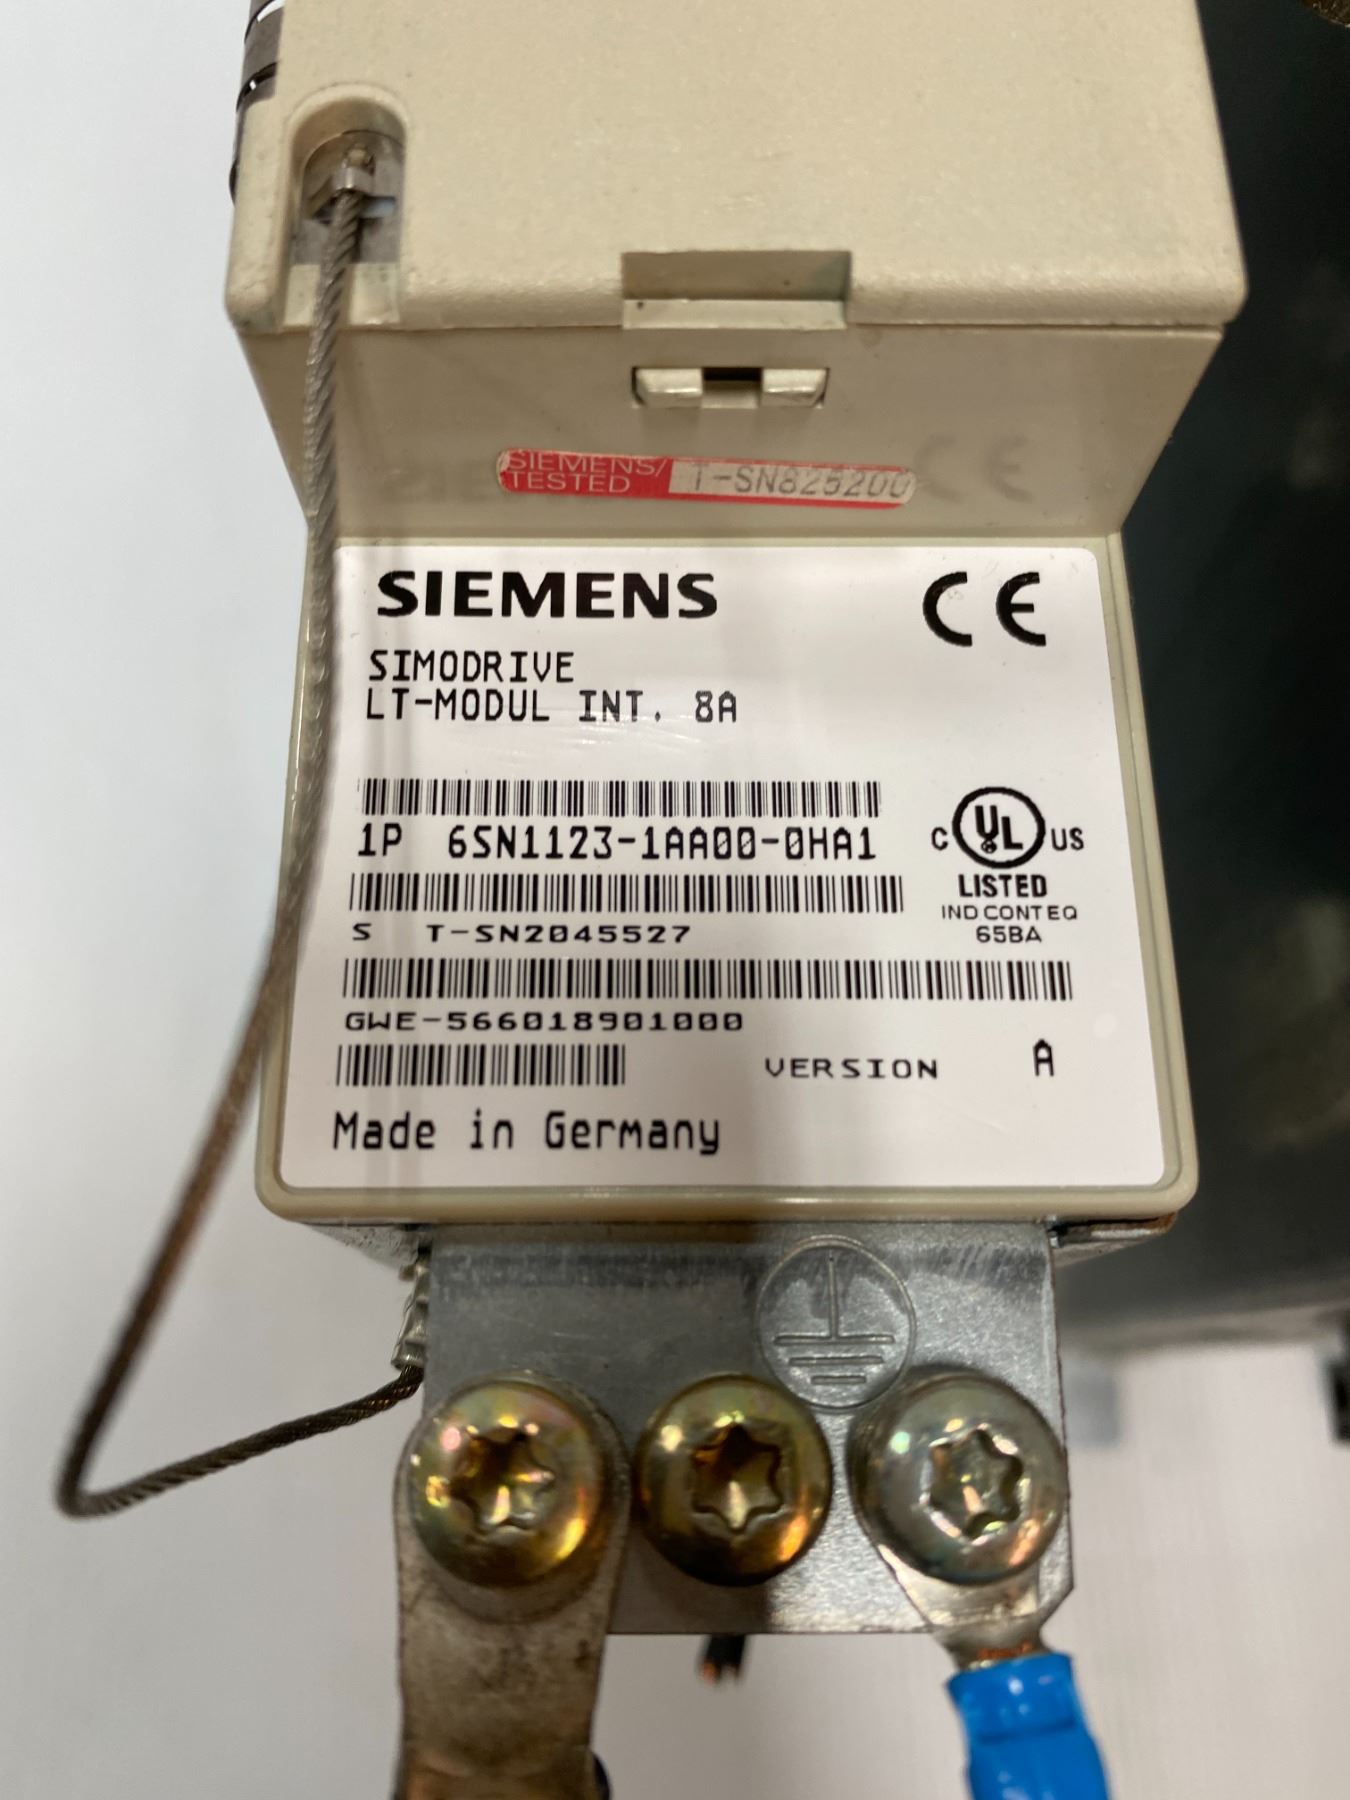 SIEMENS/ T-SN825200
TESTED
SIEMENS CE
SIMODRIVE
LT-MODUL INT. 8A
1P 6SN1123-1AA00-0HA1
C UL US
LISTED
IND CONT EQ
65BA
S T-SN2045527
GWE-566018901000
VERSION A
Made in Germany